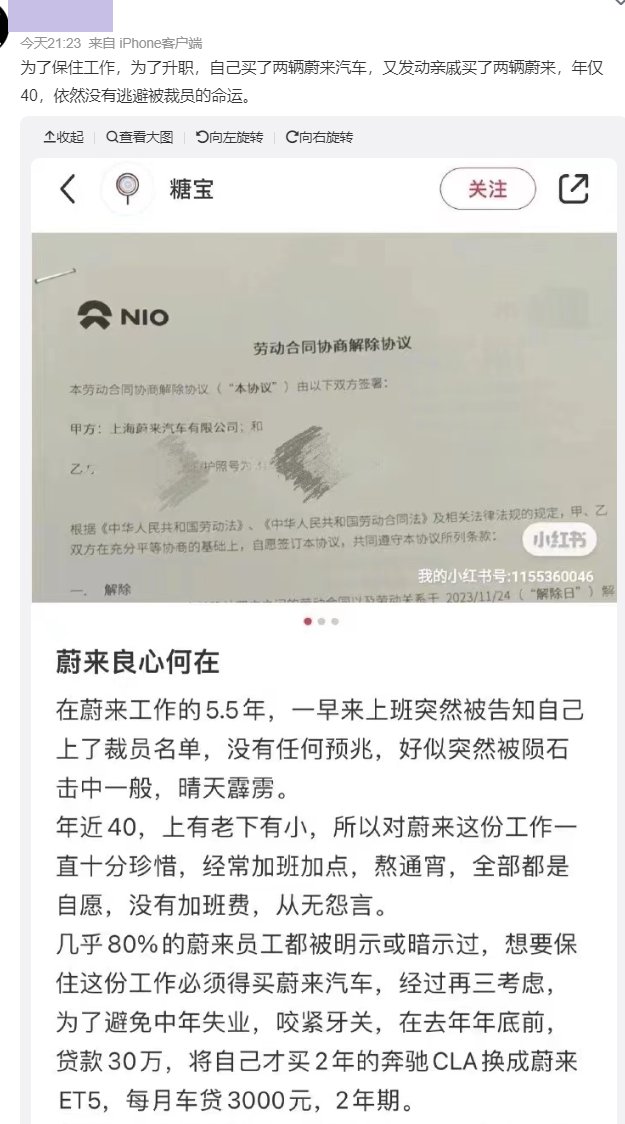 今天21:23 来自 iPhone客户端
为了保住工作，为了升职，自己买了两辆蔚来汽车，又发动亲戚买了两辆蔚来，年仅
40，依然没有逃避被裁员的命运。
收起 查看大图 向左旋转 向右旋转
糖宝 关注
NIO
劳动合同协商解除协议
本劳动合同协商解除协议（“本协议”）由以下双方签署：
甲方：上海蔚来汽车有限公司；和
护照号为
根据《中华人民共和国劳动法》、《中华人民共和国劳动合同法》及相关法律法规的规定，甲、乙
双方在充分平等协商的基础上，自愿签订本协议，共同遵守本协议所列条款：
小红书
我的小红书号:1155360046
一. 解除
劳动合同以及劳动关系于 2023/11/24（“解除日”）解
蔚来良心何在
在蔚来工作的5.5年，一早来上班突然被告知自己
上了裁员名单，没有任何预兆，好似突然被陨石
击中一般，晴天霹雳。
年近40，上有老下有小，所以对蔚来这份工作一
直十分珍惜，经常加班加点，熬通宵，全部都是
自愿，没有加班费，从无怨言。
几乎80%的蔚来员工都被明示或暗示过，想要保
住这份工作必须得买蔚来汽车，经过再三考虑，
为了避免中年失业，咬紧牙关，在去年年底前，
贷款30万，将自己才买2年的奔驰CLA换成蔚来
ET5，每月车贷3000元，2年期。